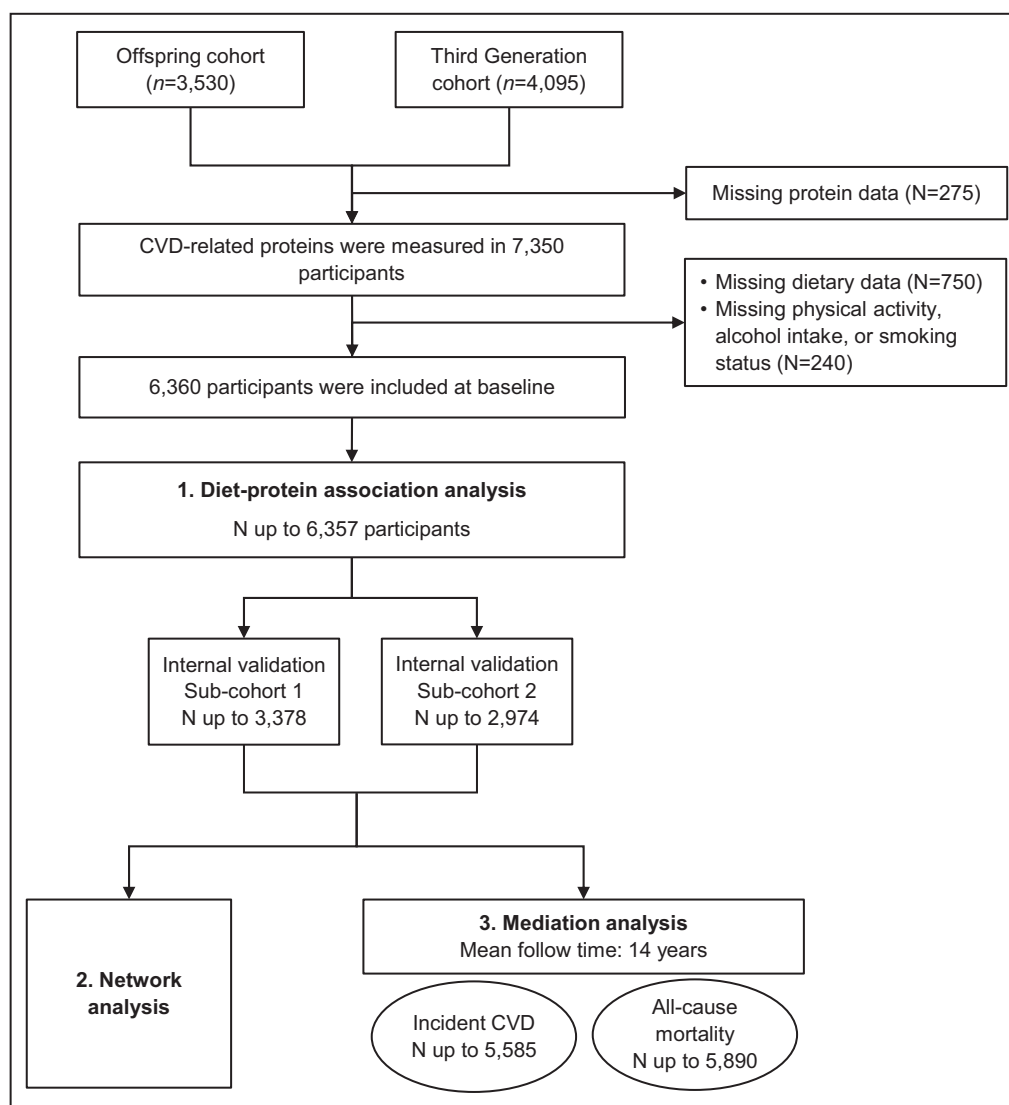 Offspring cohort
(n=3,530)
Third Generation
cohort (n=4,095)
Missing protein data (N=275)
CVD-related proteins were measured in 7,350
participants
• Missing dietary data (N=750)
• Missing physical activity,
alcohol intake, or smoking
status (N=240)
6,360 participants were included at baseline
1. Diet-protein association analysis
N up to 6,357 participants
Internal validation
Sub-cohort 1
N up to 3,378
Internal validation
Sub-cohort 2
N up to 2,974
2. Network
analysis
3. Mediation analysis
Mean follow time: 14 years
Incident CVD
N up to 5,585
All-cause
mortality
N up to 5,890